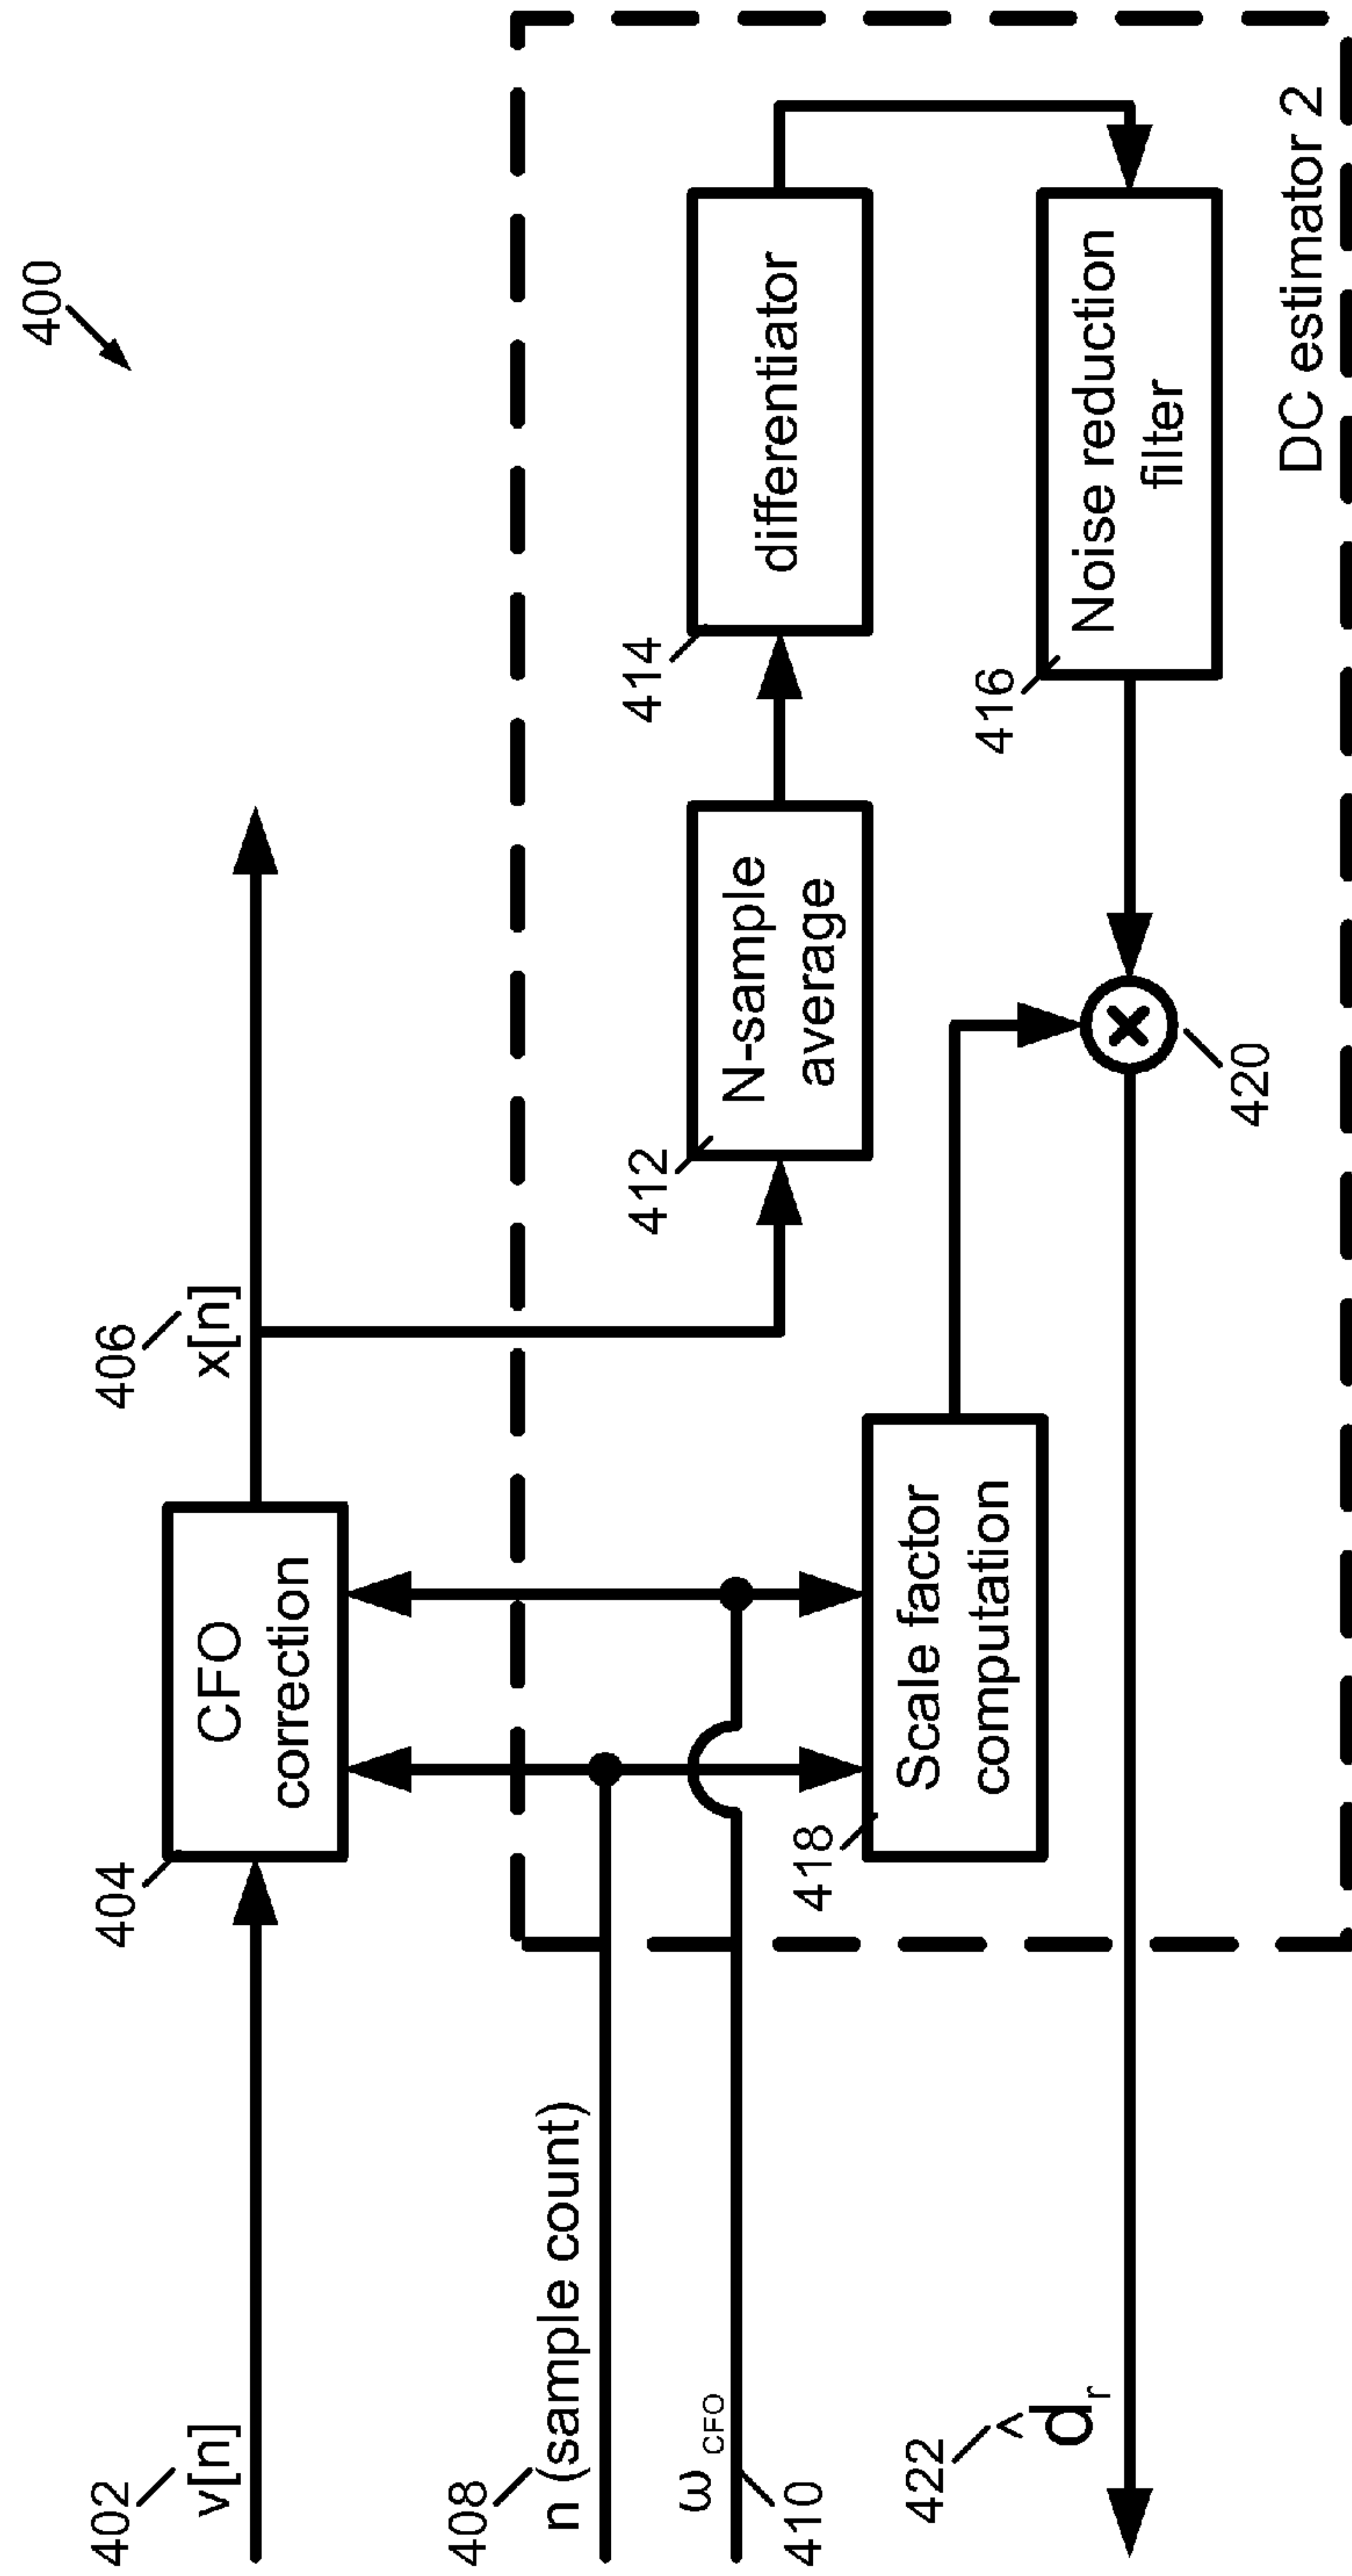 400
402
v[n]
404
CFO
correction
406
x[n]
408
n (sample count)
ω CFO
410
412
N-sample
average
414
differentiator
418
Scale factor
computation
416
Noise reduction
filter
420
422
d̂r
DC estimator 2